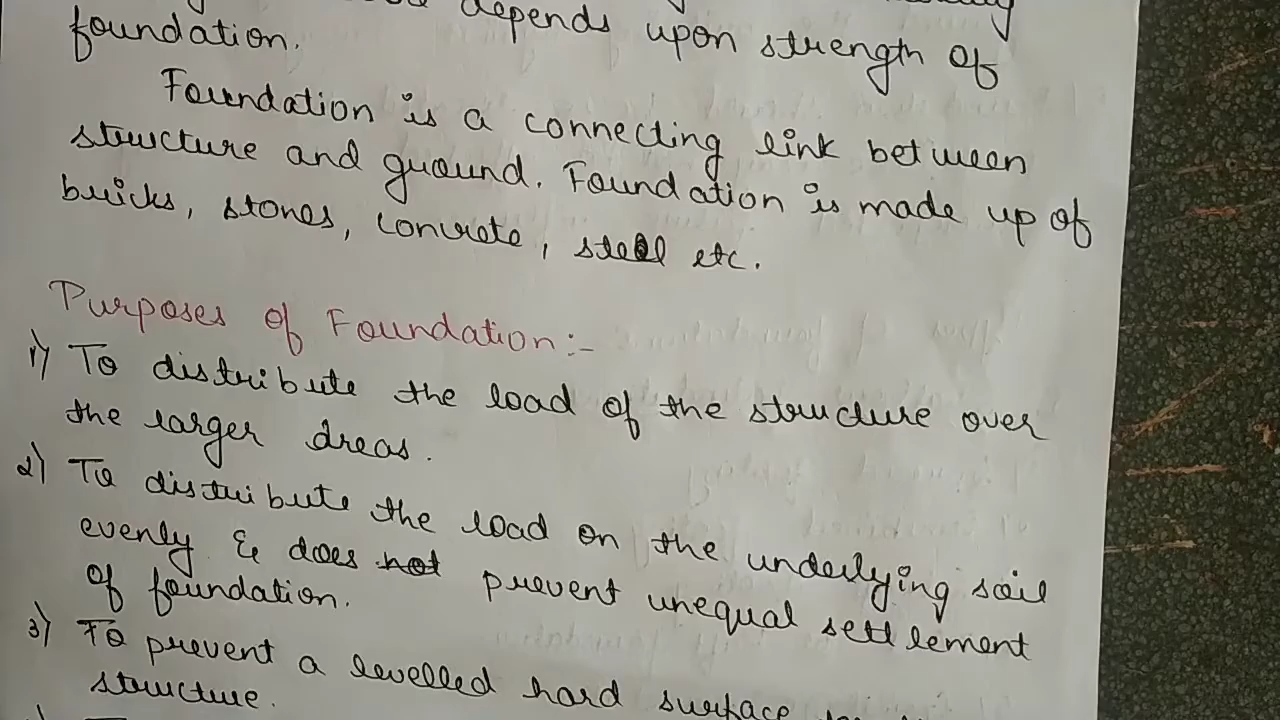 depends upon strength of
foundation.
Foundation is a connecting link between
structure and ground. Foundation is made up of
bricks, stones, concrete, steel etc.
Purposes of Foundation:-
1) To distribute the load of the structure over
the larger areas.
2) To distribute the load on the underlying soil
evenly & does not prevent unequal settlement
of foundation.
3) To prevent a levelled hard surface
structure.